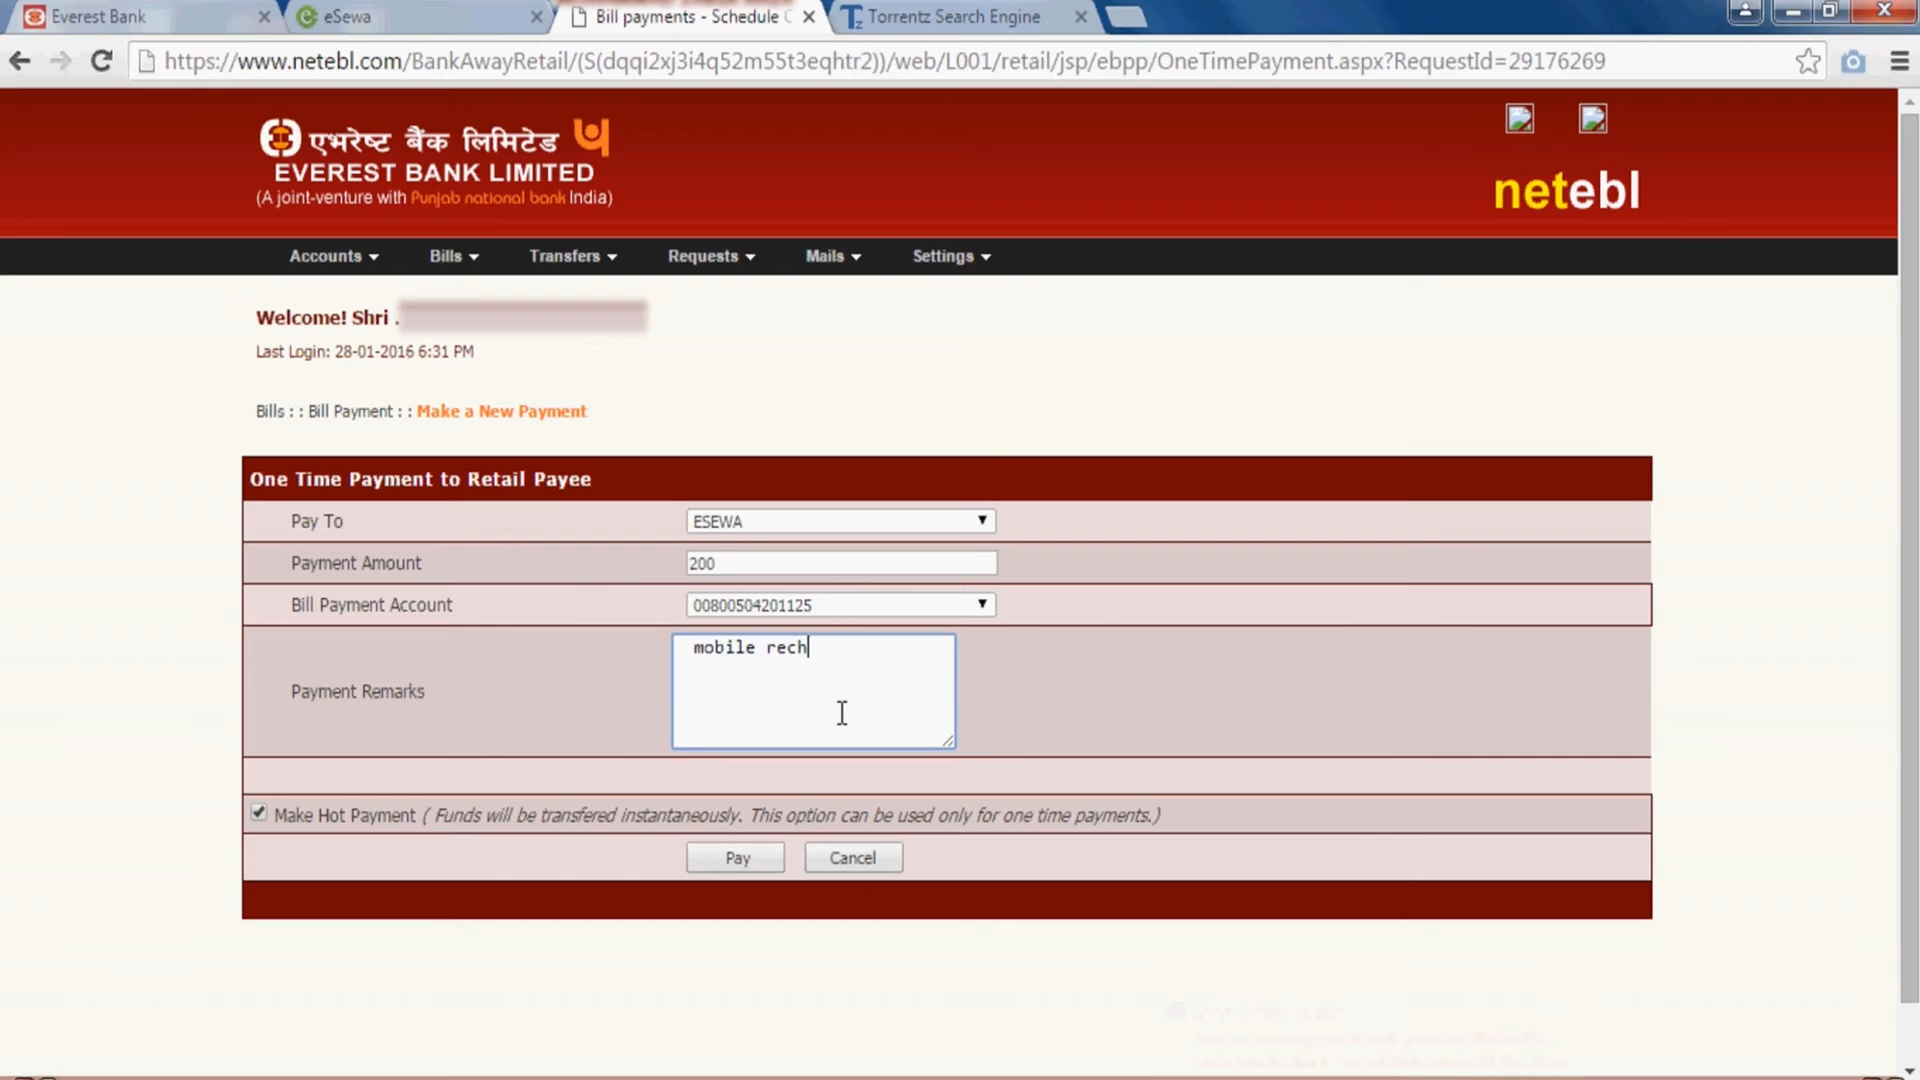 Everest Bank
eSewa
Bill payments - Schedule
Torrentz Search Engine
https://www.netebl.com/BankAwayRetail/(S(dqqi2xj3i4q52m55t3eqhtr2))/web/L001/retail/jsp/ebpp/OneTimePayment.aspx?RequestId=29176269
एभरेष्ट बैंक लिमिटेड
EVEREST BANK LIMITED
(A joint-venture with Punjab national bank India)
netebl
Accounts Bills Transfers Requests Mails Settings
Welcome! Shri .
Last Login: 28-01-2016 6:31 PM
Bills : : Bill Payment : : Make a New Payment
One Time Payment to Retail Payee
Pay To ESEWA
Payment Amount 200
Bill Payment Account 00800504201125
mobile rech
Payment Remarks
Make Hot Payment ( Funds will be transfered instantaneously. This option can be used only for one time payments.)
Pay Cancel